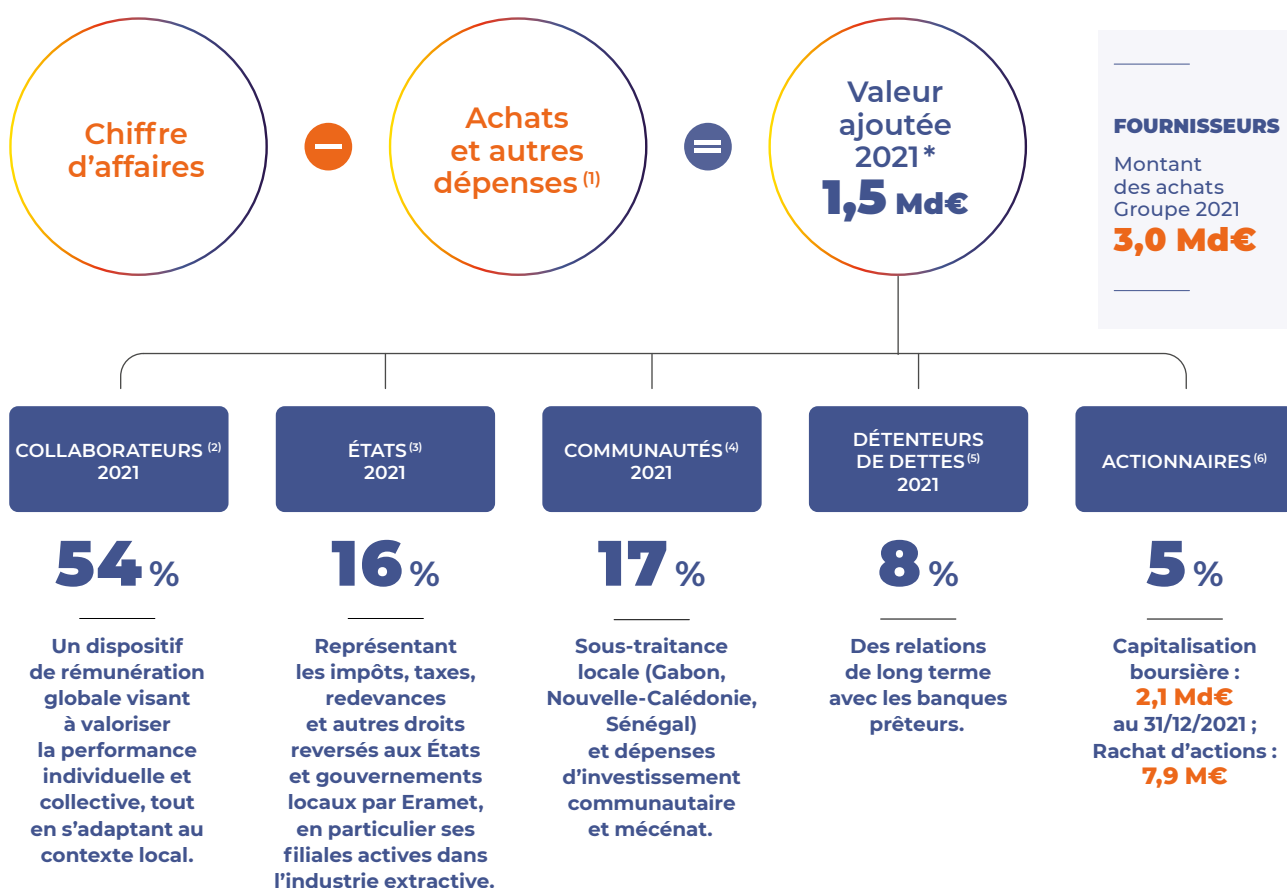 Chiffre
d’affaires
Achats
et autres
dépenses (1)
Valeur
ajoutée
2021*
1,5 Md€
FOURNISSEURS
Montant
des achats
Groupe 2021
3,0 Md€
COLLABORATEURS (2)
2021
ÉTATS (3)
2021
COMMUNAUTÉS (4)
2021
DÉTENTEURS
DE DETTES (5)
2021
ACTIONNAIRES (6)
54 %
Un dispositif
de rémunération
globale visant
à valoriser
la performance
individuelle et
collective, tout
en s’adaptant au
contexte local.
16 %
Représentant
les impôts, taxes,
redevances
et autres droits
reversés aux États
et gouvernements
locaux par Eramet,
en particulier ses
filiales actives dans
l’industrie extractive.
17 %
Sous-traitance
locale (Gabon,
Nouvelle-Calédonie,
Sénégal)
et dépenses
d’investissement
communautaire
et mécénat.
8 %
Des relations
de long terme
avec les banques
prêteurs.
5 %
Capitalisation
boursière :
2,1 Md€
au 31/12/2021 ;
Rachat d’actions :
7,9 M€